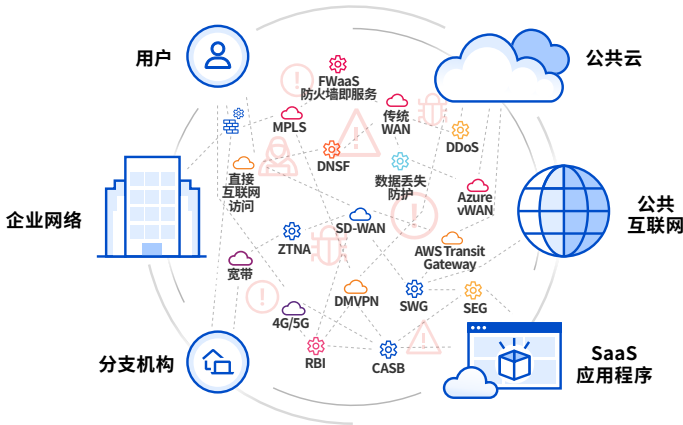 用户
公共云
FWaaS
防火墙即服务
MPLS
传统
WAN
DDoS
DNSF
直接
互联网
访问
数据丢失
防护
Azure
vWAN
企业网络
公共
互联网
SD-WAN
ZTNA
AWS Transit
Gateway
宽带
DMVPN
SWG
SEG
4G/5G
RBI
CASB
分支机构
SaaS
应用程序